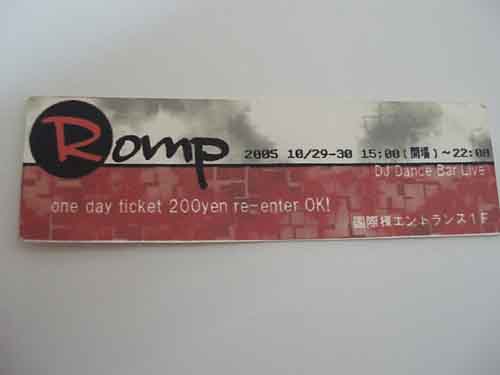 Romp
2005 10/29-30 15:00(開場)~22:00
DJ Dance Bar Live
one day ticket 200yen re-enter OK!
国際棟エントランス1F